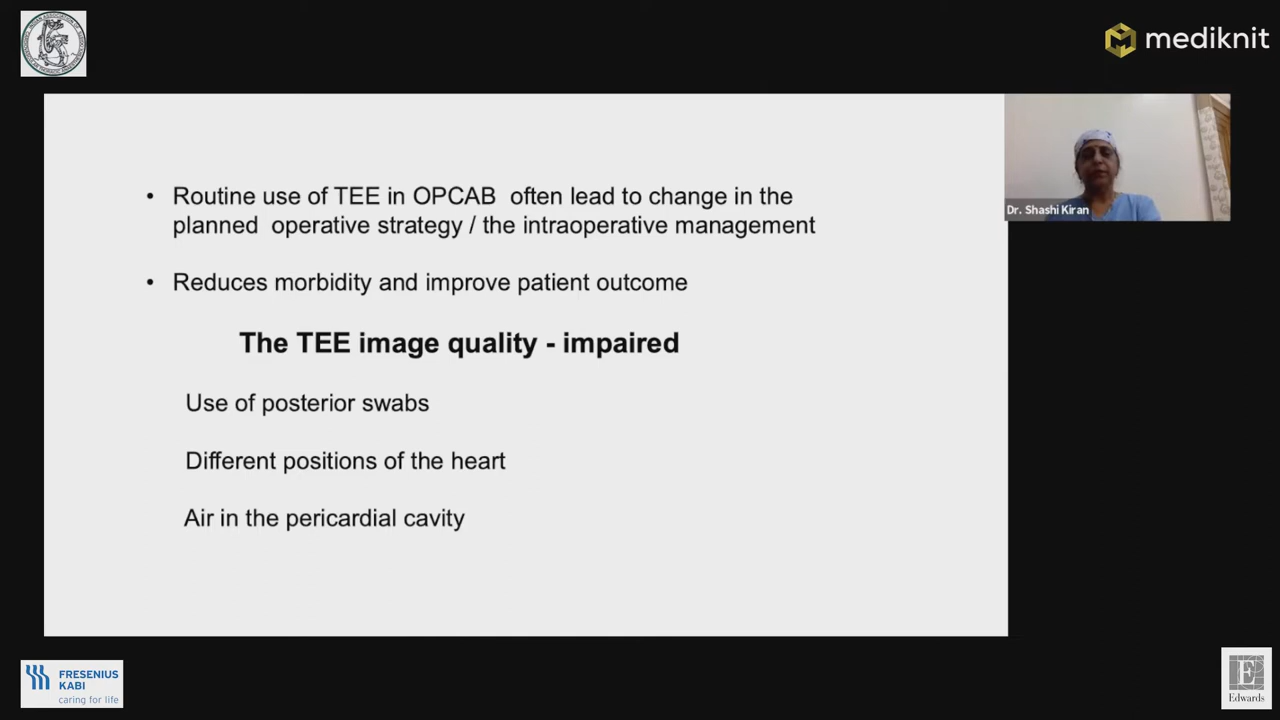 mediknit
• Routine use of TEE in OPCAB often lead to change in the
planned operative strategy / the intraoperative management
• Reduces morbidity and improve patient outcome
The TEE image quality - impaired
Use of posterior swabs
Different positions of the heart
Air in the pericardial cavity
Dr. Shashi Kiran
FRESENIUS
KABI
caring for life
Edwards